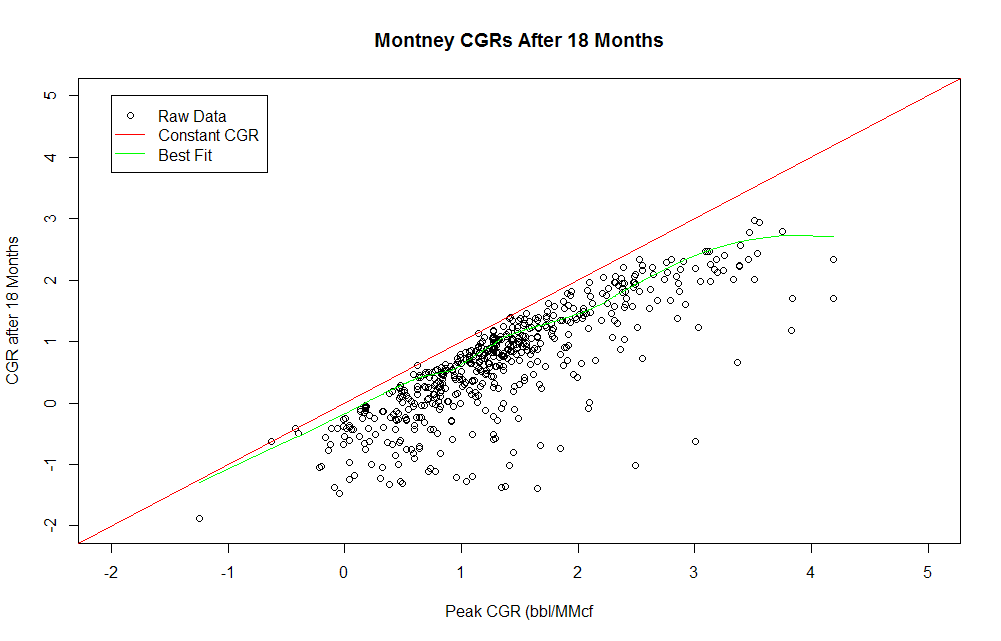 Montney CGRs After 18 Months
Raw Data
Constant CGR
Best Fit
CGR after 18 Months
5
4
3
2
1
0
-1
-2
-2 -1 0 1 2 3 4 5
Peak CGR (bbl/MMcf